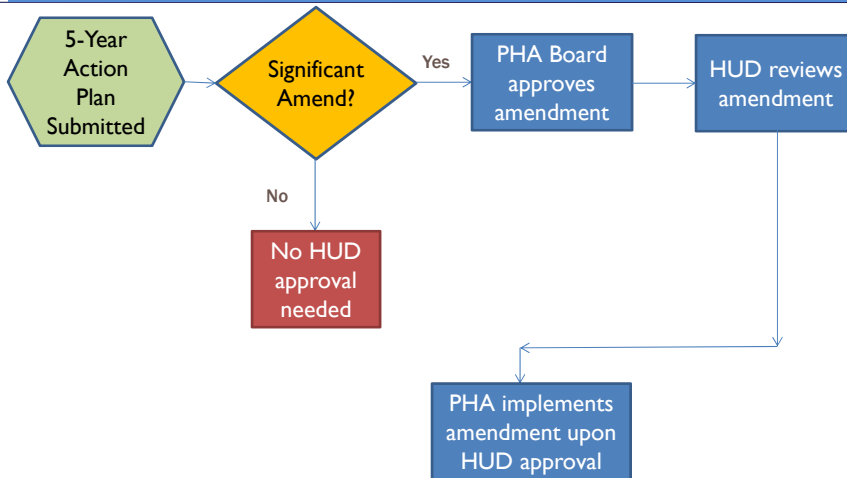 5-Year
Action
Plan
Submitted
Significant
Amend?
Yes
PHA Board
approves
amendment
HUD reviews
amendment
No
No HUD
approval
needed
PHA implements
amendment upon
HUD approval